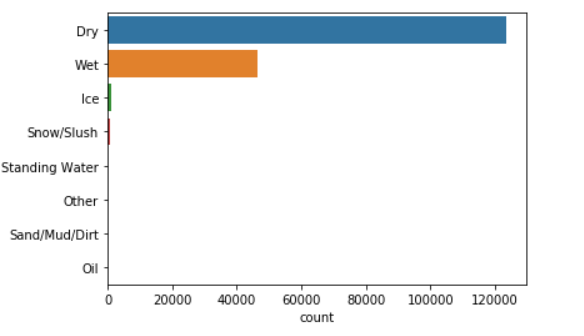 Dry
Wet
Ice
Snow/Slush
Standing Water
Other
Sand/Mud/Dirt
Oil
0 20000 40000 60000 80000 100000 120000
count